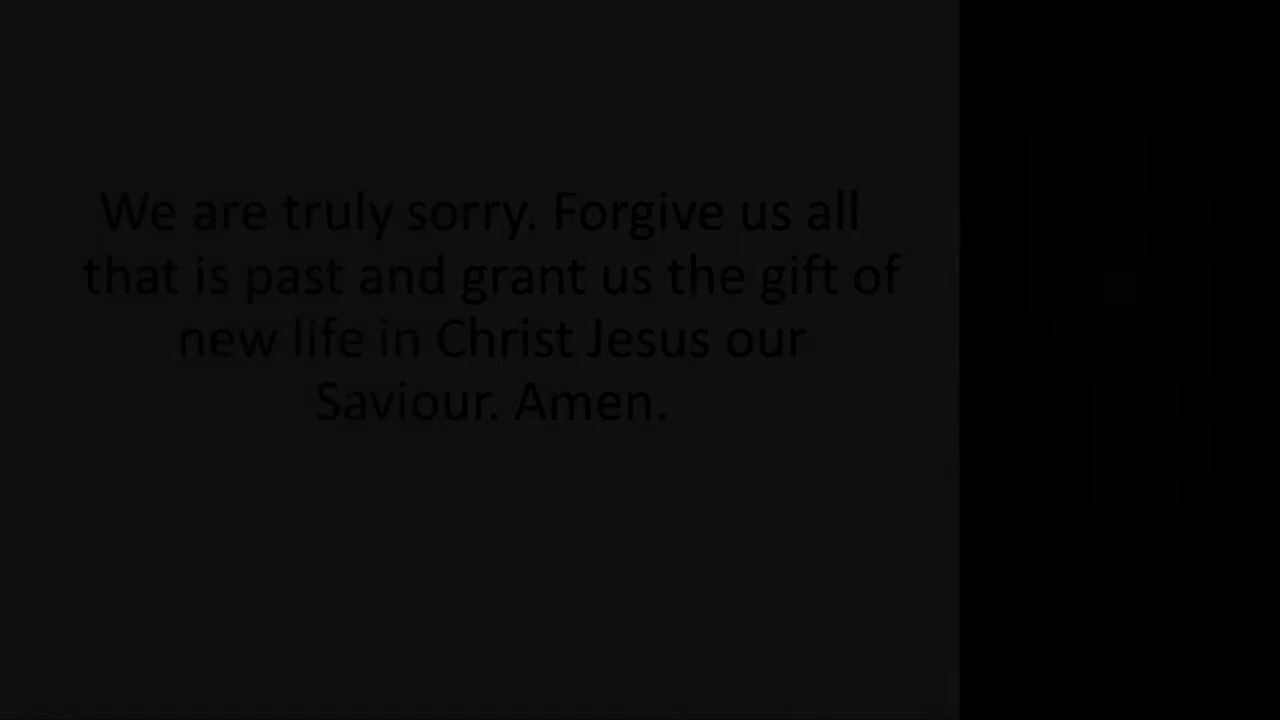 We are truly sorry. Forgive us all
that is past and grant us the gift of
new life in Christ Jesus our
Saviour. Amen.